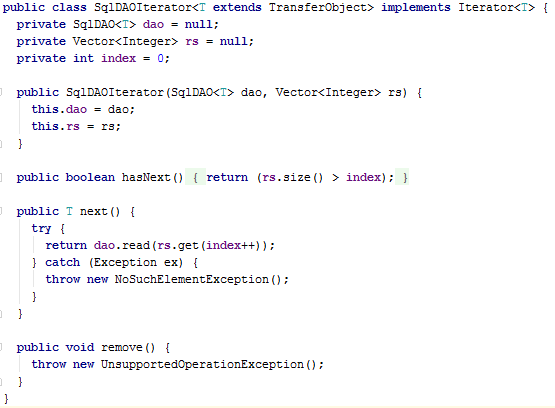 public class SqlDAOIterator<T extends TransferObject> implements Iterator<T> {
  private SqlDAO<T> dao = null;
  private Vector<Integer> rs = null;
  private int index = 0;

  public SqlDAOIterator(SqlDAO<T> dao, Vector<Integer> rs) {
    this.dao = dao;
    this.rs = rs;
  }

  public boolean hasNext() { return (rs.size() > index); }

  public T next() {
    try {
      return dao.read(rs.get(index++));
    } catch (Exception ex) {
      throw new NoSuchElementException();
    }
  }

  public void remove() {
    throw new UnsupportedOperationException();
  }
}